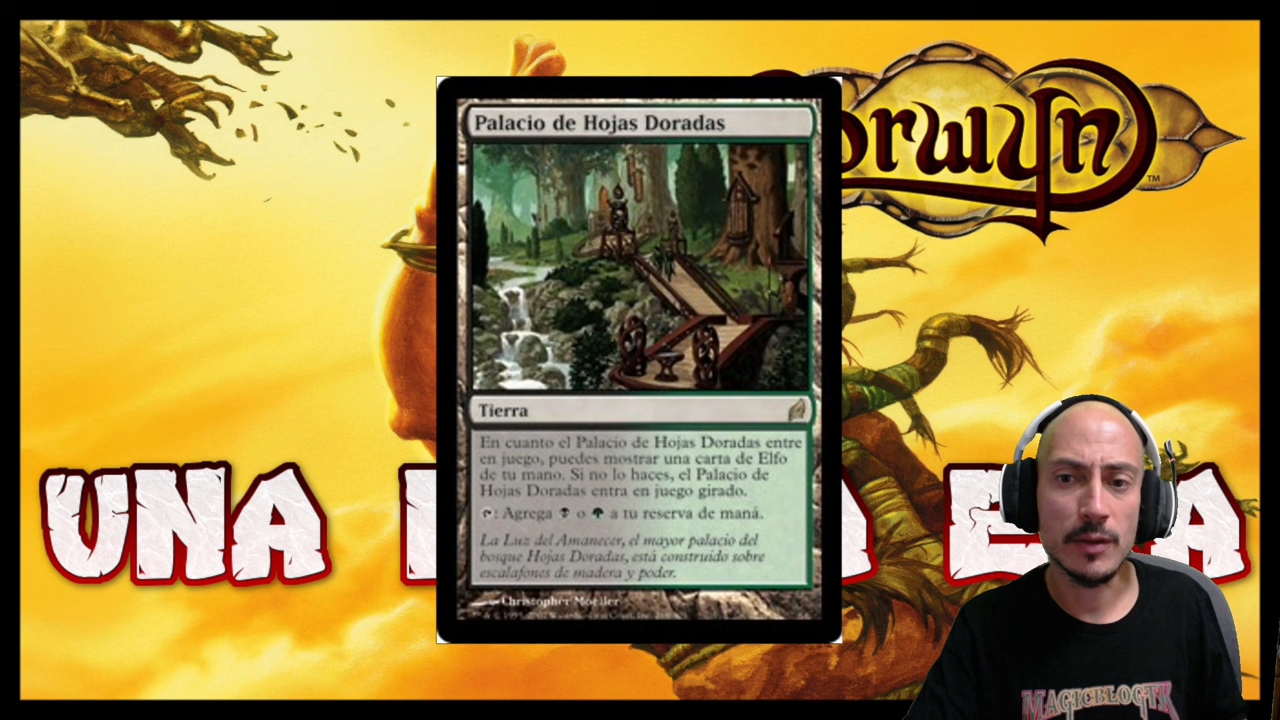 Palacio de Hojas Doradas
orwyn
TM
Tierra
En cuanto el Palacio de Hojas Doradas entre
en juego, puedes mostrar una carta de Elfo
de tu mano. Si no lo haces, el Palacio de
Hojas Doradas entra en juego girado.
: Agrega o a tu reserva de maná.
La Luz del Amanecer, el mayor palacio del
bosque Hojas Doradas, está construido sobre
escalafones de madera y poder.
Christopher Moeller
UNA
MAGICBLOGTK